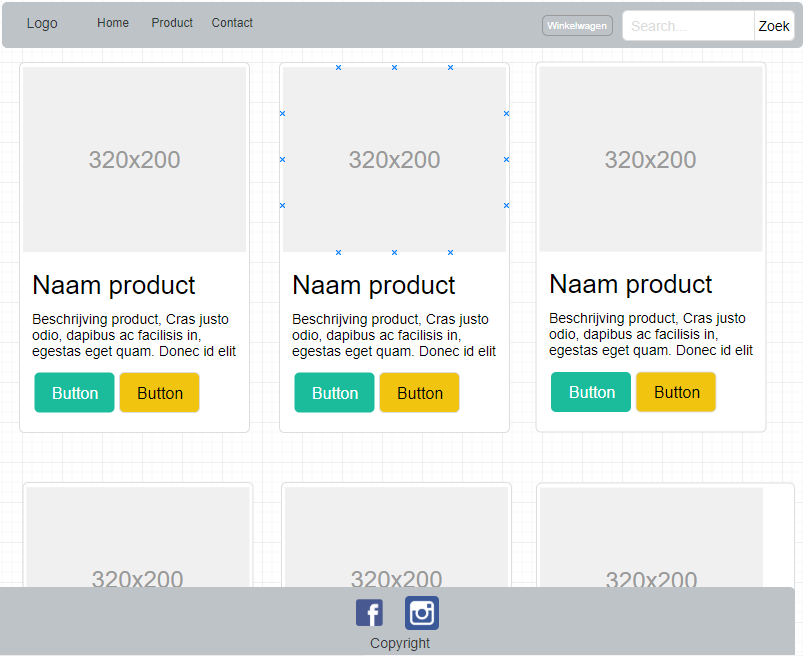 Logo Home Product Contact Winkelwagen Search... Zoek
320x200 320x200 320x200
Naam product
Beschrijving product, Cras justo
odio, dapibus ac facilisis in,
egestas eget quam. Donec id elit
Button Button
Naam product
Beschrijving product, Cras justo
odio, dapibus ac facilisis in,
egestas eget quam. Donec id elit
Button Button
Naam product
Beschrijving product, Cras justo
odio, dapibus ac facilisis in,
egestas eget quam. Donec id elit
Button Button
320x200 320x200 320x200
Copyright